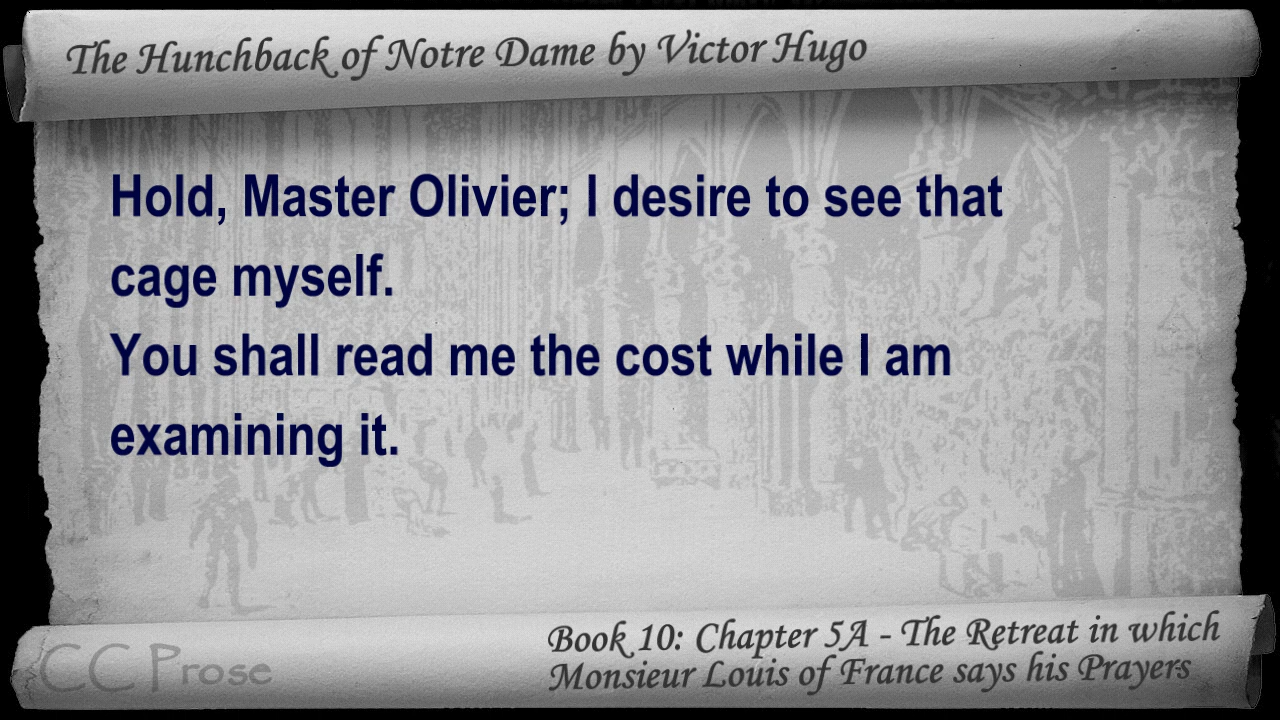 The Hunchback of Notre Dame by Victor Hugo
Hold, Master Olivier; I desire to see that
cage myself.
You shall read me the cost while I am
examining it.
CC Prose
Book 10: Chapter 5A - The Retreat in which
Monsieur Louis of France says his Prayers